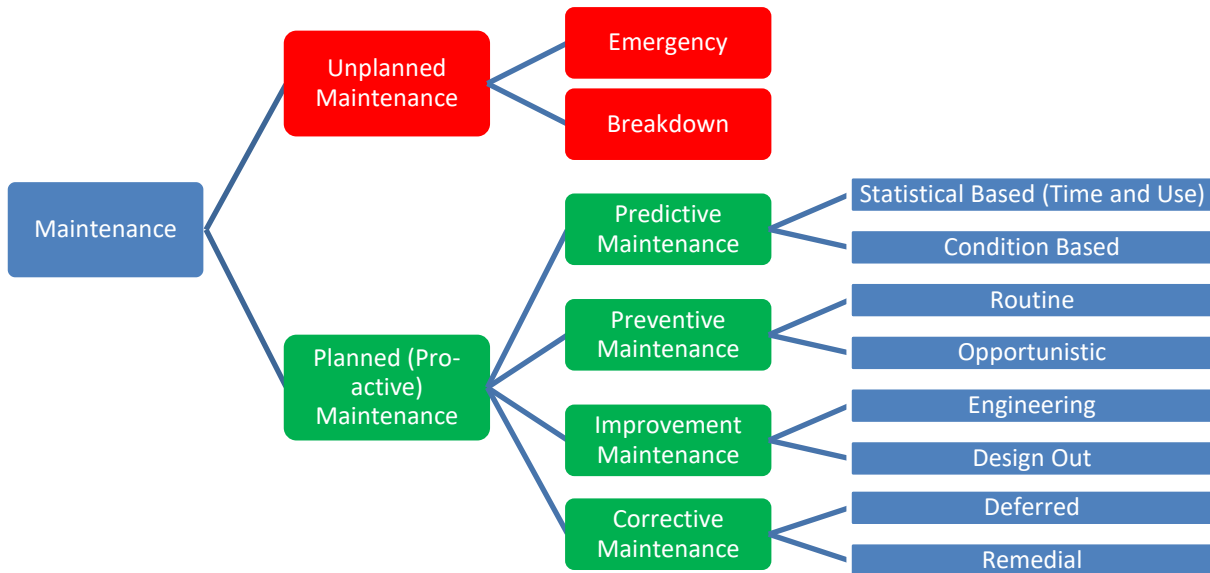 Maintenance
Unplanned
Maintenance
Emergency
Breakdown
Planned (Pro-
active)
Maintenance
Predictive
Maintenance
Statistical Based (Time and Use)
Condition Based
Preventive
Maintenance
Routine
Opportunistic
Improvement
Maintenance
Engineering
Design Out
Corrective
Maintenance
Deferred
Remedial